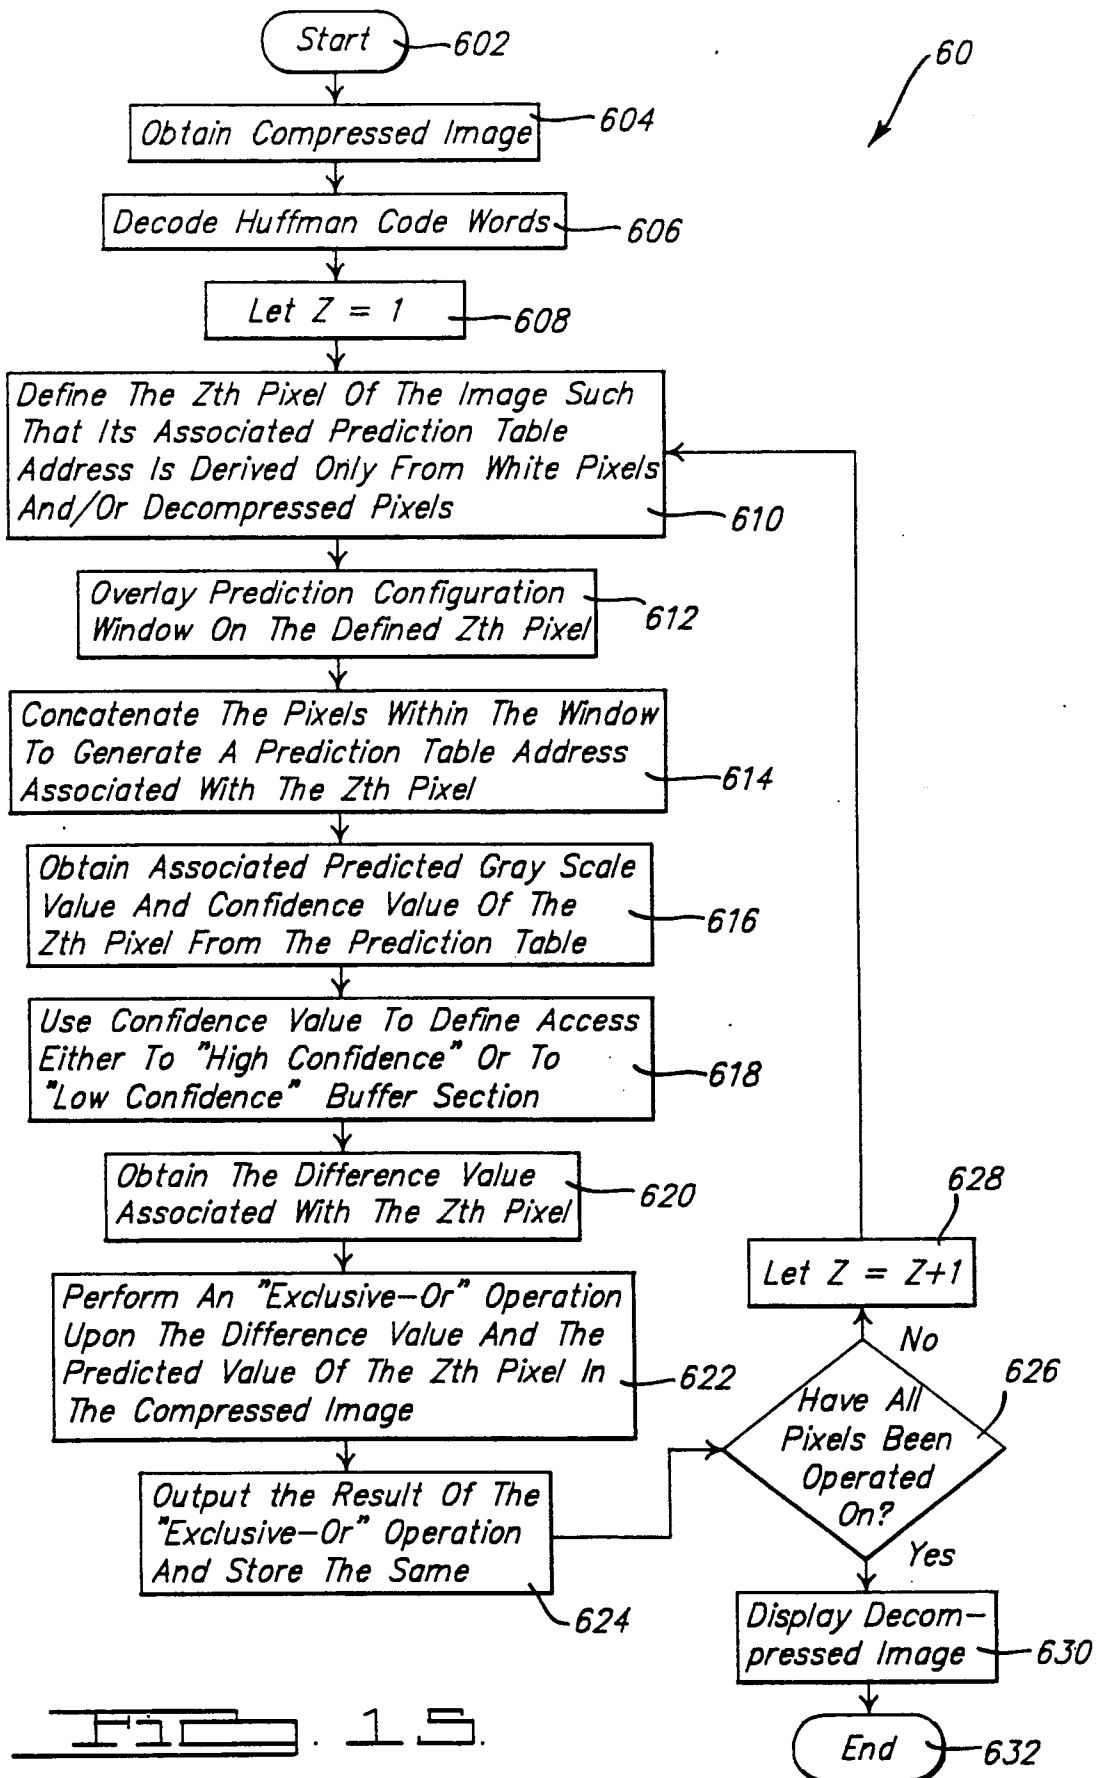 Start
602
60
Obtain Compressed Image
604
Decode Huffman Code Words
606
Let Z = 1
608
Define The Zth Pixel Of The Image Such
That Its Associated Prediction Table
Address Is Derived Only From White Pixels
And/Or Decompressed Pixels
610
Overlay Prediction Configuration
Window On The Defined Zth Pixel
612
Concatenate The Pixels Within The Window
To Generate A Prediction Table Address
Associated With The Zth Pixel
614
Obtain Associated Predicted Gray Scale
Value And Confidence Value Of The
Zth Pixel From The Prediction Table
616
Use Confidence Value To Define Access
Either To "High Confidence" Or To
"Low Confidence" Buffer Section
618
Obtain The Difference Value
Associated With The Zth Pixel
620
Perform An "Exclusive-Or" Operation
Upon The Difference Value And The
Predicted Value Of The Zth Pixel In
The Compressed Image
622
Output the Result Of The
"Exclusive-Or" Operation
And Store The Same
624
628
Let Z = Z+1
No
626
Have All
Pixels Been
Operated
On?
Yes
Display Decom-
pressed Image
630
End
632
FIG. 15.